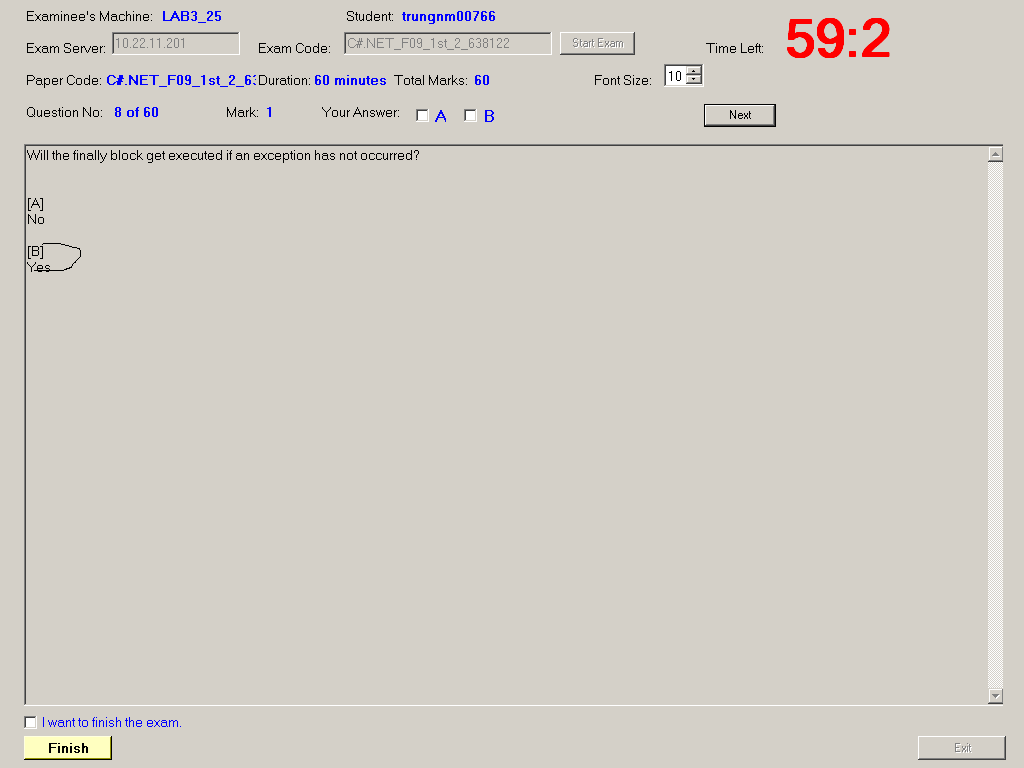 Examinee's Machine: LAB3_25 Student: trungnm00766
Exam Server: 10.22.11.201 Exam Code: C#.NET_F09_1st_2_638122 Start Exam Time Left: 59:2
Paper Code: C#.NET_F09_1st_2_63 Duration: 60 minutes Total Marks: 60 Font Size: 10
Question No: 8 of 60 Mark: 1 Your Answer: A B Next
Will the finally block get executed if an exception has not occurred?
[A]
No
[B]
Yes
I want to finish the exam.
Finish Exit